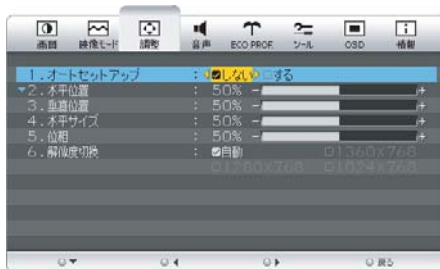 画面 映像モード 調整 音声 ECO PROF. ツール OSD 情報
1.オートセットアップ : しない する
2.水平位置 : 50%
3.垂直位置 : 50%
4.水平サイズ : 50%
5.位相 : 50%
6.解像度切換 : 自動 1360X768
1280X768 1024X768
戻る